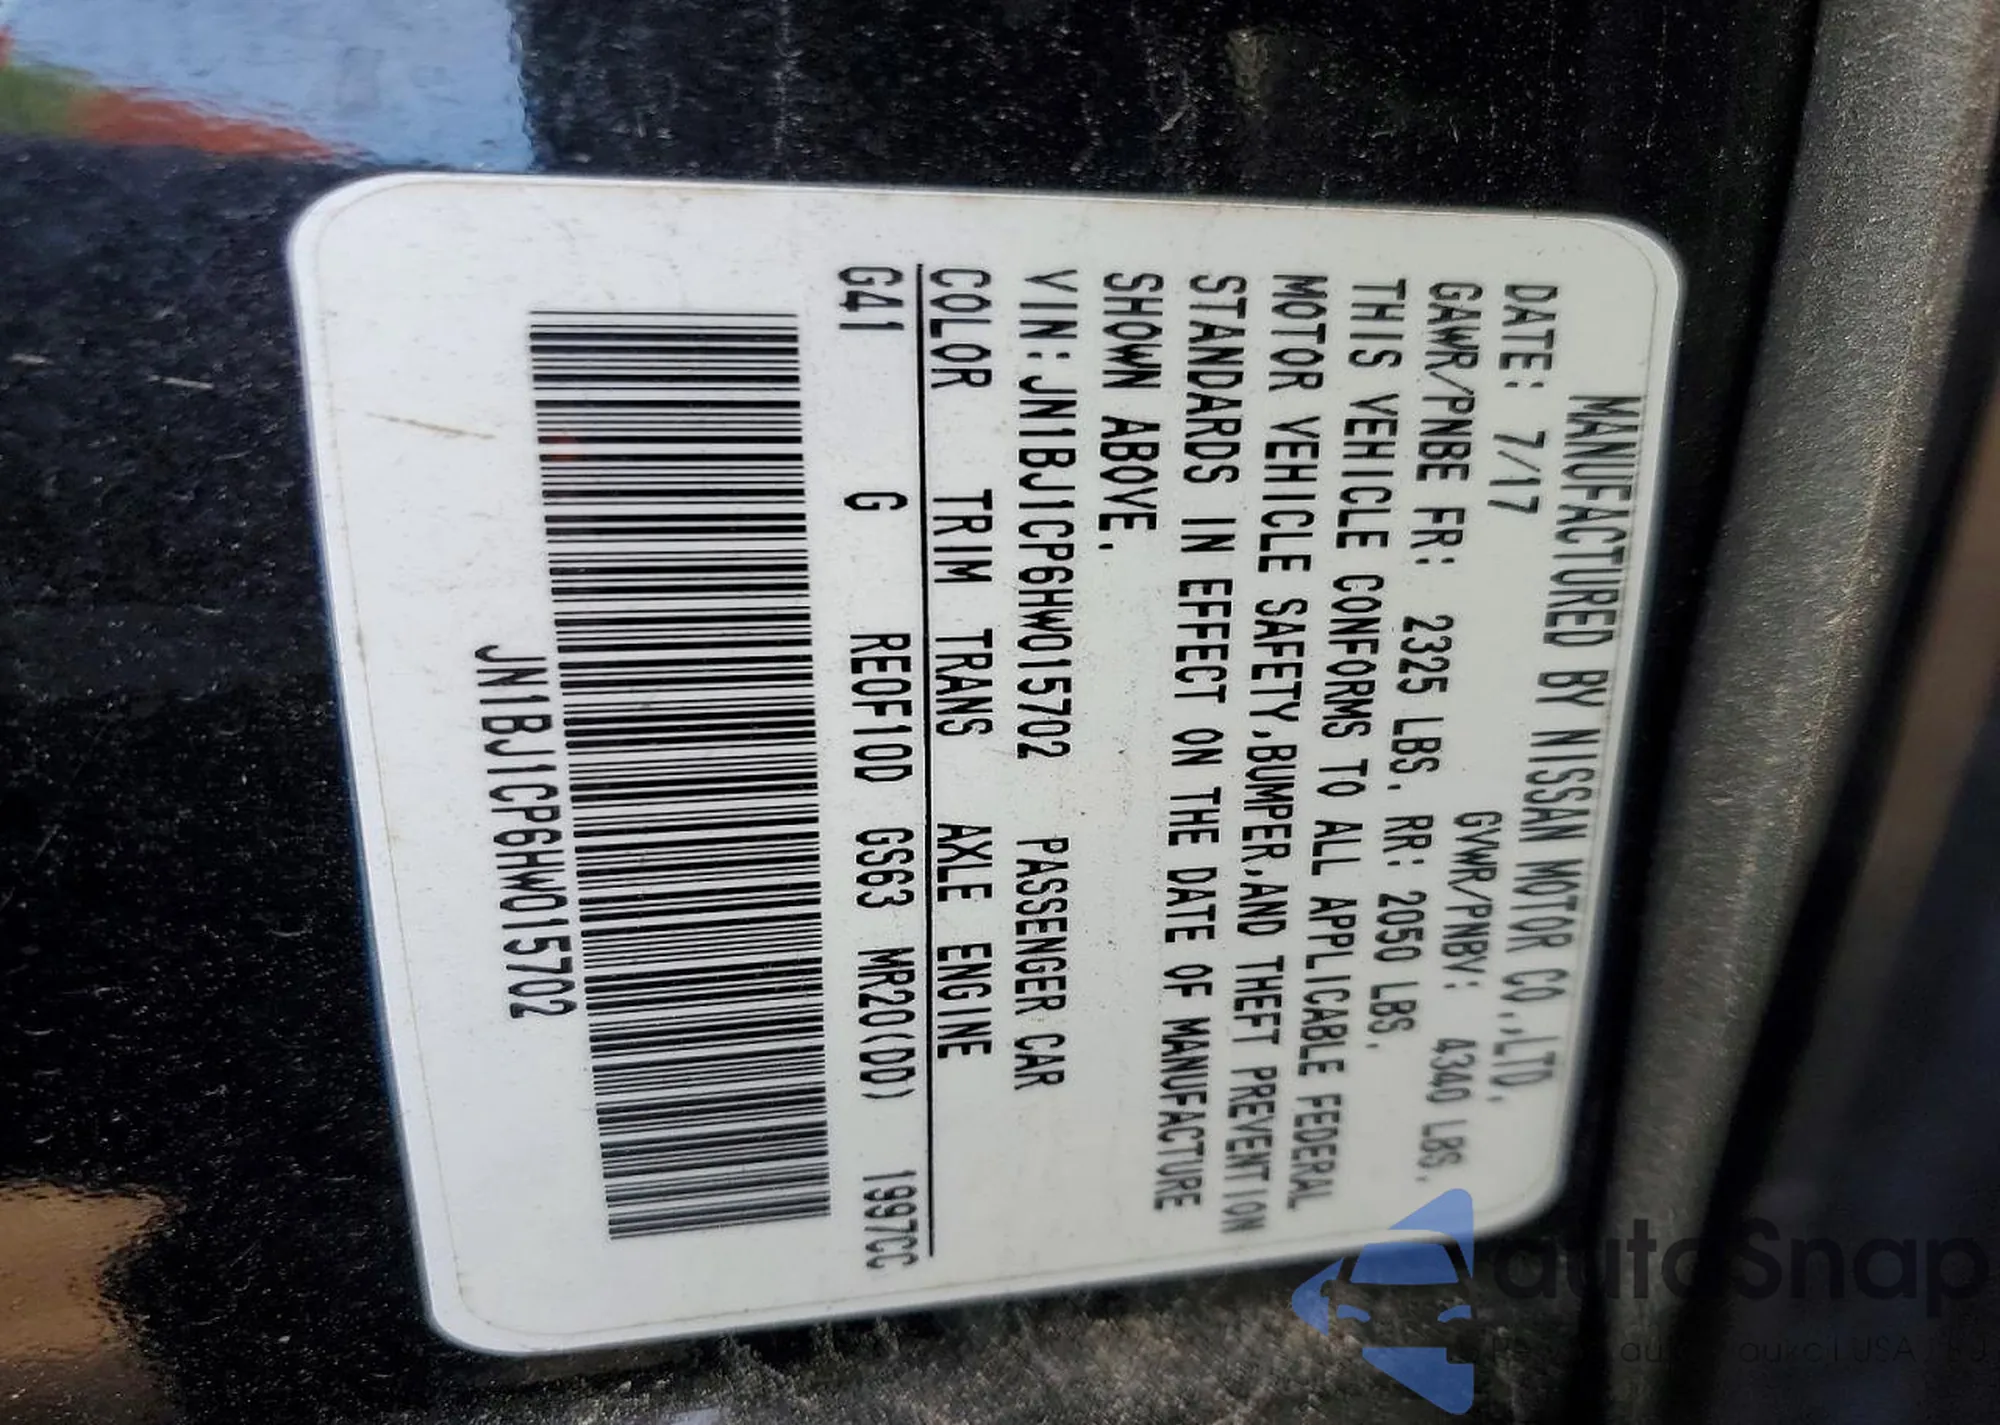 MANUFACTURED BY NISSAN MOTOR CO.,LTD.
DATE: 7/17 GVWR/PNBV: 4340 LBS.
GAWR/PNBE FR: 2325 LBS. RR: 2050 LBS.
THIS VEHICLE CONFORMS TO ALL APPLICABLE FEDERAL
MOTOR VEHICLE SAFETY,BUMPER,AND THEFT PREVENTION
STANDARDS IN EFFECT ON THE DATE OF MANUFACTURE
SHOWN ABOVE.
VIN:JN1BJ1CP6HW015702 PASSENGER CAR
COLOR TRIM TRANS AXLE ENGINE
G41 G RE0F10D GS63 MR20(DD) 1997CC
JN1BJ1CP6HW015702
autoSnap
USA